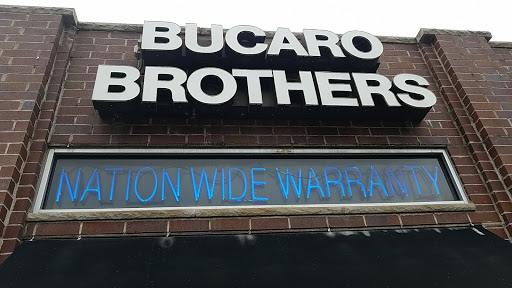 BUCARO
BROTHERS
NATION WIDE WARRANTY